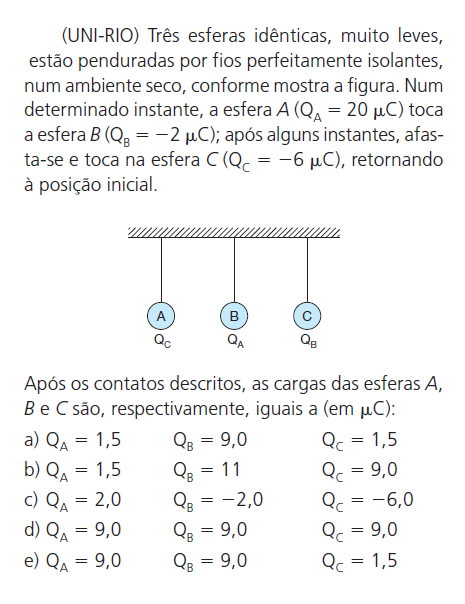 (UNI-RIO) Três esferas idênticas, muito leves,
estão penduradas por fios perfeitamente isolantes,
num ambiente seco, conforme mostra a figura. Num
determinado instante, a esfera A (Q_A = 20 μC) toca
a esfera B (Q_B = −2 μC); após alguns instantes, afas-
ta-se e toca na esfera C (Q_C = −6 μC), retornando
à posição inicial.
A B C
Q_C Q_A Q_B
Após os contatos descritos, as cargas das esferas A,
B e C são, respectivamente, iguais a (em μC):
a) Q_A = 1,5 Q_B = 9,0 Q_C = 1,5
b) Q_A = 1,5 Q_B = 11 Q_C = 9,0
c) Q_A = 2,0 Q_B = −2,0 Q_C = −6,0
d) Q_A = 9,0 Q_B = 9,0 Q_C = 9,0
e) Q_A = 9,0 Q_B = 9,0 Q_C = 1,5